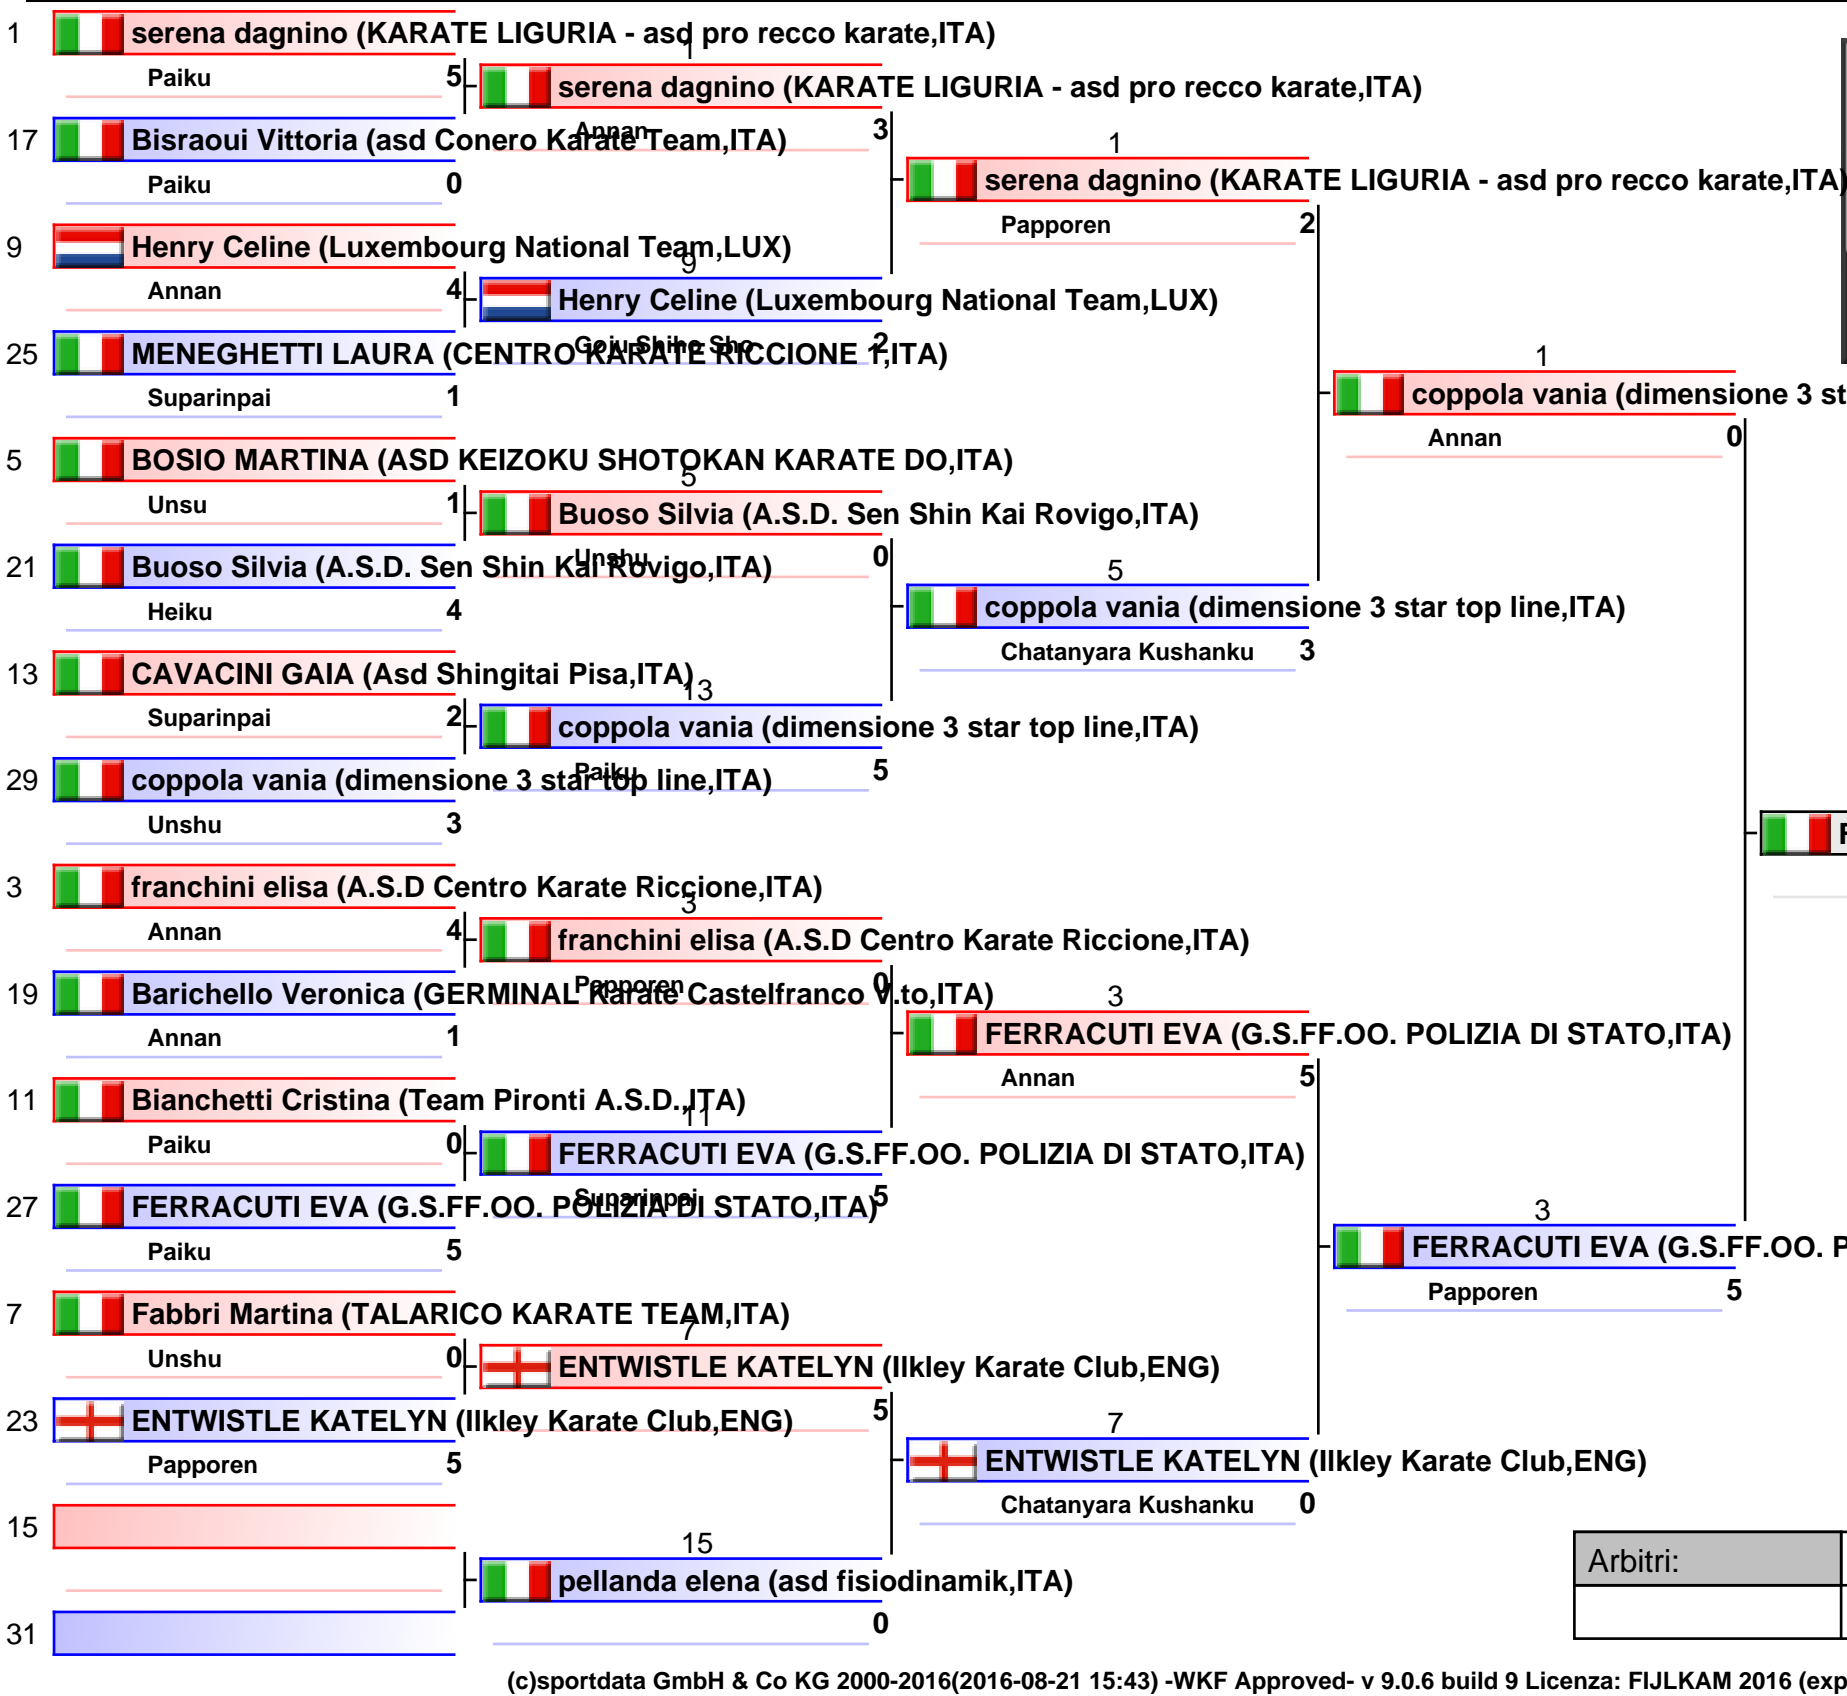 1 serena dagnino (KARATE LIGURIA - asd pro recco karate,ITA)
Paiku 5
17 Bisraoui Vittoria (asd Conero Karate Team,ITA)
Paiku 0
9 Henry Celine (Luxembourg National Team,LUX)
Annan 4
25 MENEGHETTI LAURA (CENTRO KARATE RICCIONE 1,ITA)
Suparinpai 1
5 BOSIO MARTINA (ASD KEIZOKU SHOTOKAN KARATE DO,ITA)
Unsu 1
21 Buoso Silvia (A.S.D. Sen Shin Kai Rovigo,ITA)
Heiku 4
13 CAVACINI GAIA (Asd Shingitai Pisa,ITA)
Suparinpai 2
29 coppola vania (dimensione 3 star top line,ITA)
Unshu 3
3 franchini elisa (A.S.D Centro Karate Riccione,ITA)
Annan 4
19 Barichello Veronica (GERMINAL Karate Castelfranco V.to,ITA)
Annan 1
11 Bianchetti Cristina (Team Pironti A.S.D.,ITA)
Paiku 0
27 FERRACUTI EVA (G.S.FF.OO. POLIZIA DI STATO,ITA)
Paiku 5
7 Fabbri Martina (TALARICO KARATE TEAM,ITA)
Unshu 0
23 ENTWISTLE KATELYN (Ilkley Karate Club,ENG)
Papporen 5
15
31
1
serena dagnino (KARATE LIGURIA - asd pro recco karate,ITA)
Annan 3
9
Henry Celine (Luxembourg National Team,LUX)
Goju Shiho Sho 2
5
Buoso Silvia (A.S.D. Sen Shin Kai Rovigo,ITA)
Unshu 0
13
coppola vania (dimensione 3 star top line,ITA)
Paiku 5
3
franchini elisa (A.S.D Centro Karate Riccione,ITA)
Papporen 0
11
FERRACUTI EVA (G.S.FF.OO. POLIZIA DI STATO,ITA)
Suparinpai 5
7
ENTWISTLE KATELYN (Ilkley Karate Club,ENG)
5
15
pellanda elena (asd fisiodinamik,ITA)
0
1
serena dagnino (KARATE LIGURIA - asd pro recco karate,ITA)
Papporen 2
5
coppola vania (dimensione 3 star top line,ITA)
Chatanyara Kushanku 3
3
FERRACUTI EVA (G.S.FF.OO. POLIZIA DI STATO,ITA)
Annan 5
7
ENTWISTLE KATELYN (Ilkley Karate Club,ENG)
Chatanyara Kushanku 0
1
coppola vania (dimensione 3 st
Annan 0
3
FERRACUTI EVA (G.S.FF.OO. P
Papporen 5
Arbitri:
(c)sportdata GmbH & Co KG 2000-2016(2016-08-21 15:43) -WKF Approved- v 9.0.6 build 9 Licenza: FIJLKAM 2016 (exp